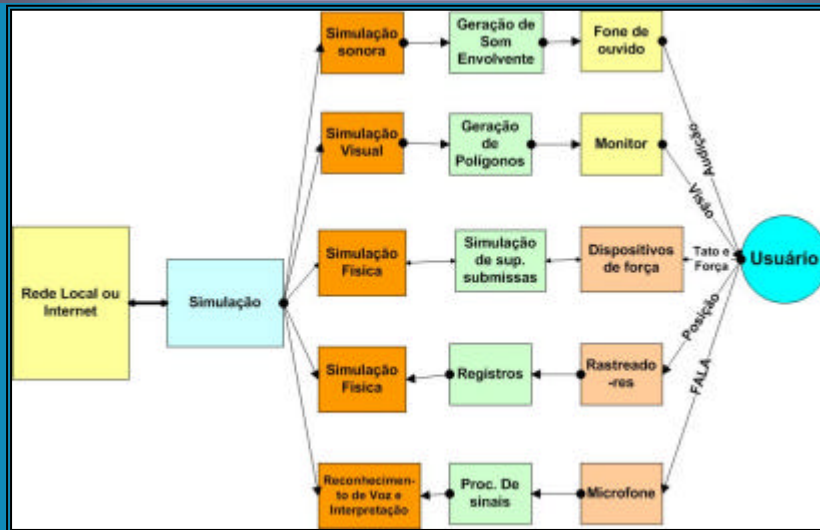 Simulação
sonora
Geração de
Som
Envolvente
Fone de
ouvido
Audição
Simulação
Visual
Geração
de
Polígonos
Monitor
Visão
Rede Local ou
Internet
Simulação
Simulação
Física
Simulação
de sup.
submissas
Dispositivos
de força
Tato e
Força
Usuário
Simulação
Física
Registros
Rastreado
-res
Posição
FALA
Reconhecimen-
to de Voz e
Interpretação
Proc. De
sinais
Microfone